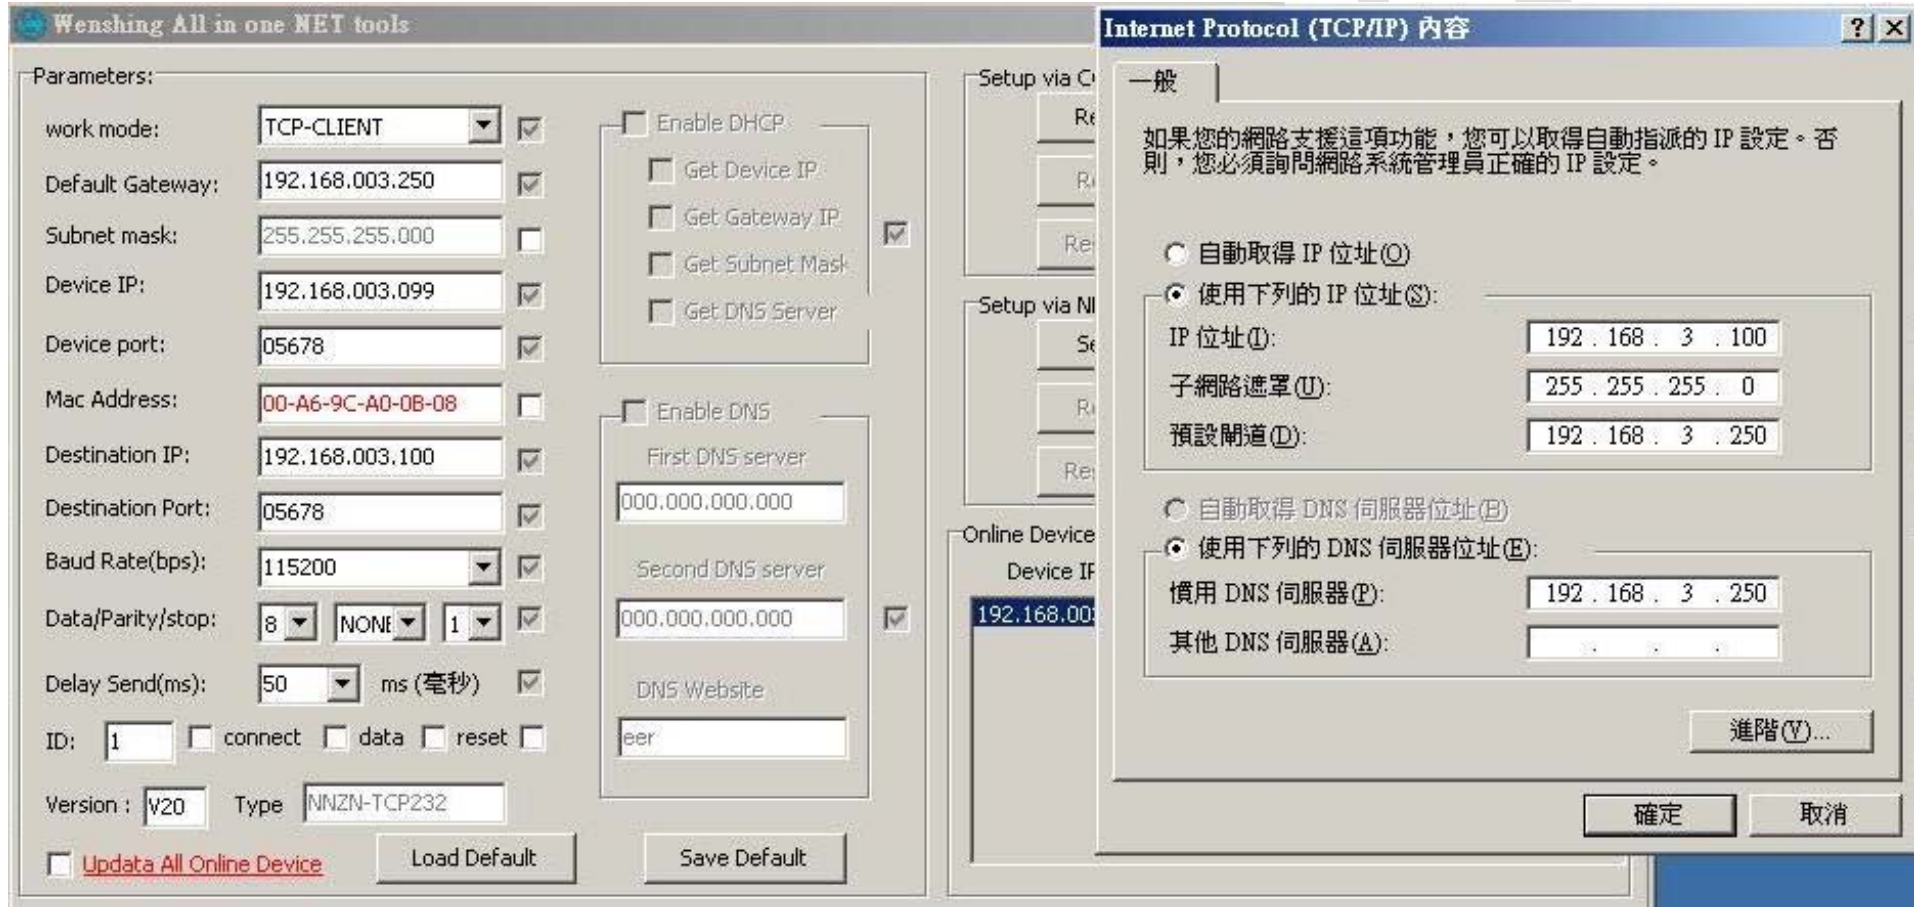 Wenshing All in one NET tools
Parameters:
work mode: TCP-CLIENT
Default Gateway: 192.168.003.250
Subnet mask: 255.255.255.000
Device IP: 192.168.003.099
Device port: 05678
Mac Address: 00-A6-9C-A0-0B-08
Destination IP: 192.168.003.100
Destination Port: 05678
Baud Rate(bps): 115200
Data/Parity/stop: 8 NONE 1
Delay Send(ms): 50 ms (毫秒)
ID: 1 connect data reset
Version : V20 Type NNZN-TCP232
Updata All Online Device Load Default Save Default
Enable DHCP
Get Device IP
Get Gateway IP
Get Subnet Mask
Get DNS Server
Enable DNS
First DNS server
000.000.000.000
Second DNS server
000.000.000.000
DNS Website
eer
Setup via
Setup via
Online Device
Device IP
192.168.00
Internet Protocol (TCP/IP) 內容
一般
如果您的網路支援這項功能，您可以取得自動指派的 IP 設定。否
則，您必須詢問網路系統管理員正確的 IP 設定。
自動取得 IP 位址(O)
使用下列的 IP 位址(S):
IP 位址(I): 192 . 168 . 3 . 100
子網路遮罩(U): 255 . 255 . 255 . 0
預設閘道(D): 192 . 168 . 3 . 250
自動取得 DNS 伺服器位址(B)
使用下列的 DNS 伺服器位址(E):
慣用 DNS 伺服器(P): 192 . 168 . 3 . 250
其他 DNS 伺服器(A): . . .
進階(V)...
確定 取消